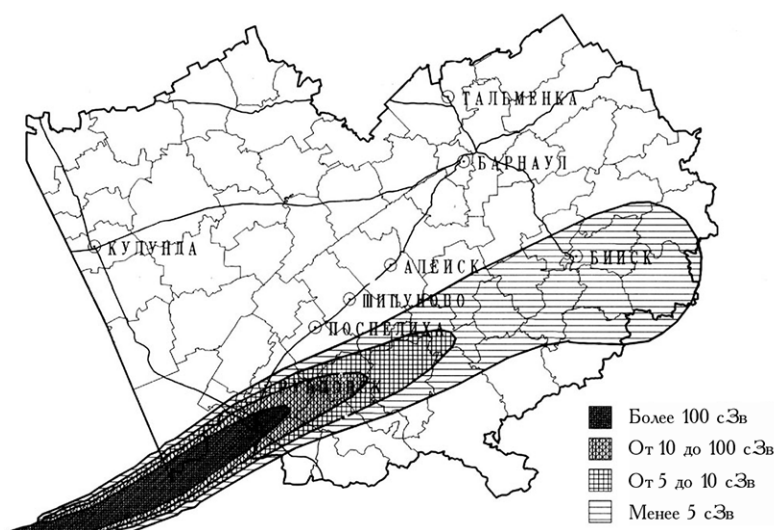 ТАЛЬМЕНКА
БАРНАУЛ
КУЛУНДА
БИЙСК
АЛЕЙСК
ШИПУНОВО
ПОСПЕЛИХА
РУБЦОВСК
Более 100 сЗв
От 10 до 100 сЗв
От 5 до 10 сЗв
Менее 5 сЗв